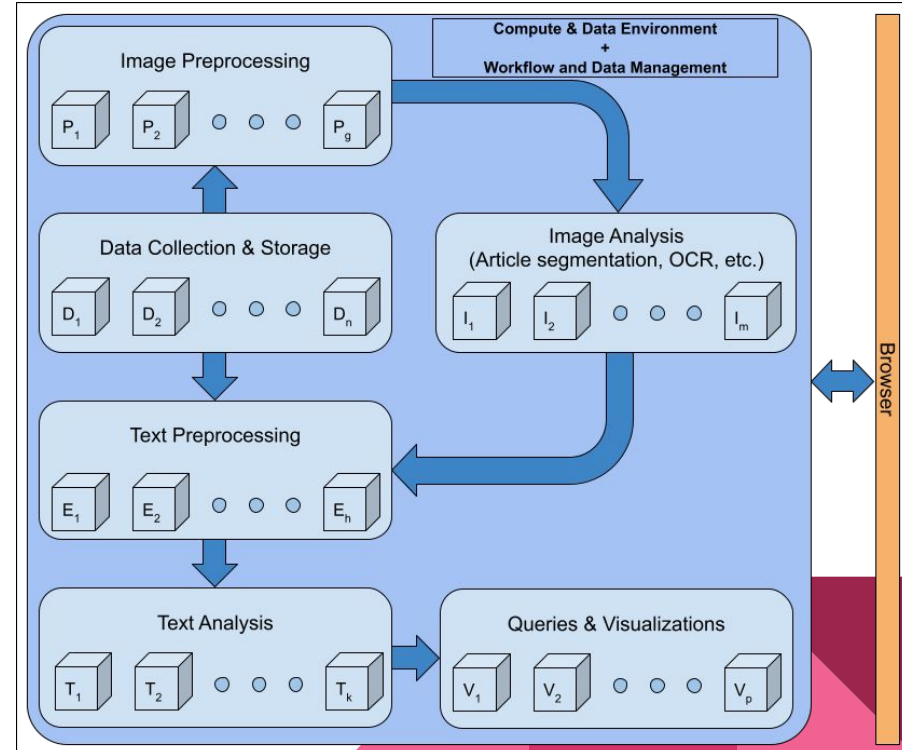 Compute & Data Environment
+
Workflow and Data Management
Image Preprocessing
P1 P2 Pg
Data Collection & Storage
D1 D2 Dn
Image Analysis
(Article segmentation, OCR, etc.)
I1 I2 Im
Text Preprocessing
E1 E2 Eh
Text Analysis
T1 T2 Tk
Queries & Visualizations
V1 V2 Vp
Browser